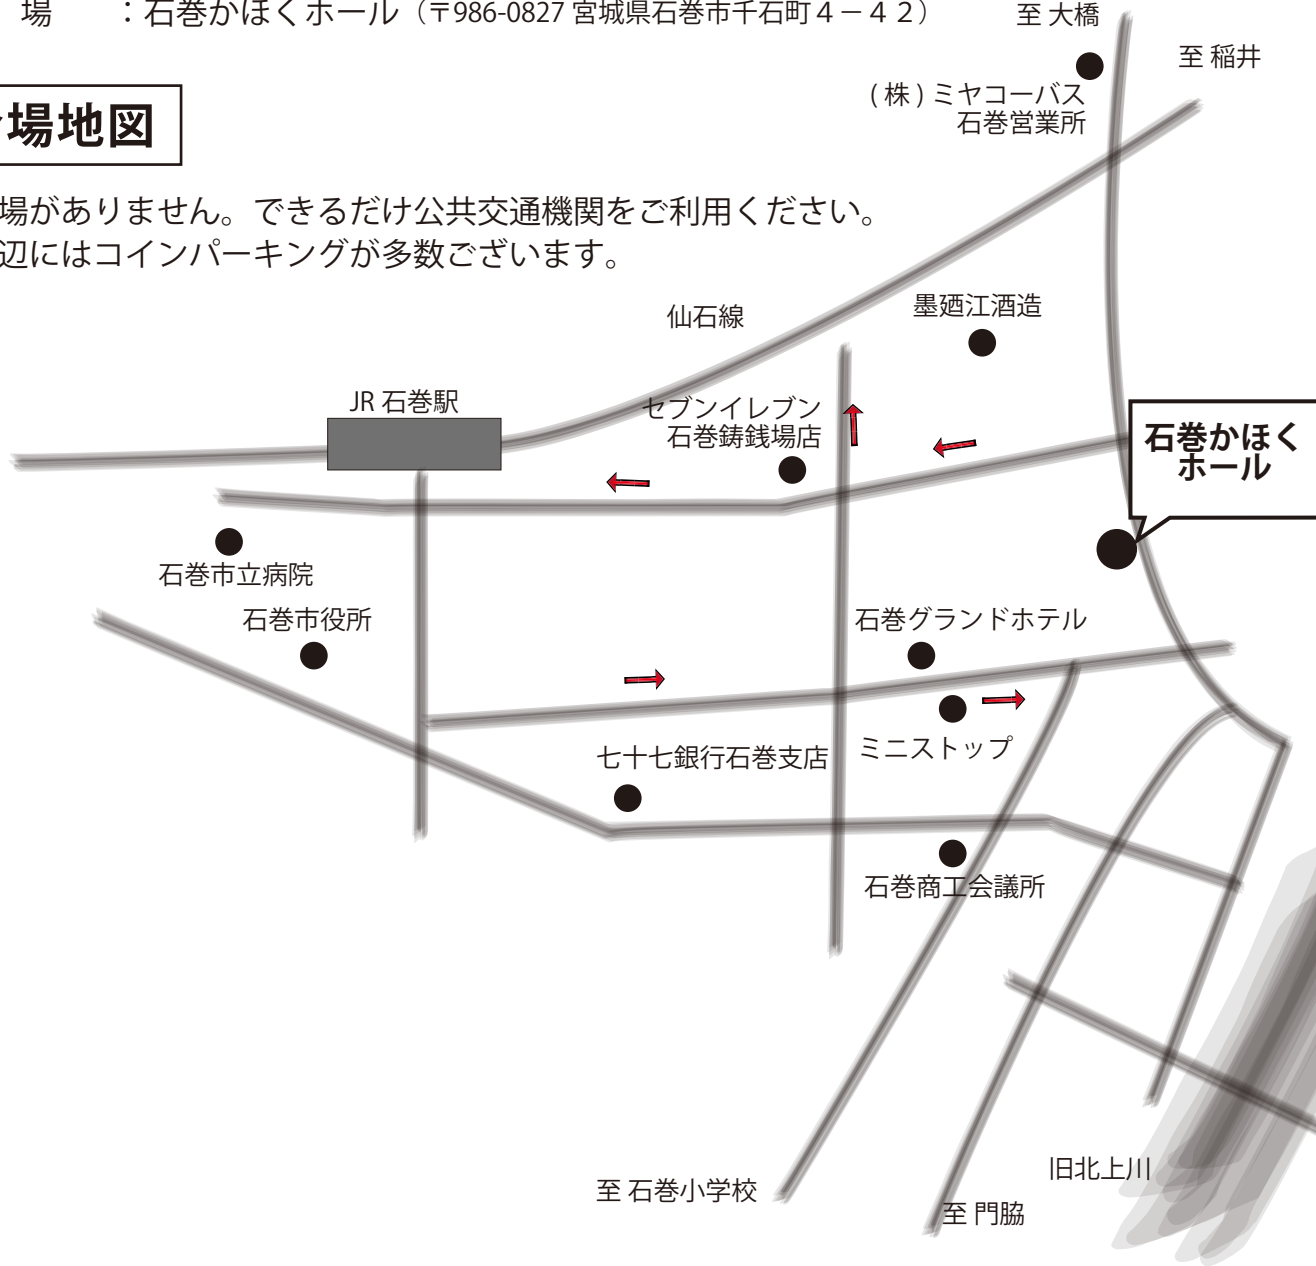 場　　：石巻かほくホール（〒986-0827 宮城県石巻市千石町４－４２）
至 大橋
至 稲井
(株)ミヤコーバス
石巻営業所
場地図
場がありません。できるだけ公共交通機関をご利用ください。
辺にはコインパーキングが多数ございます。
仙石線
墨廼江酒造
JR 石巻駅
セブンイレブン
石巻鋳銭場店
石巻かほく
ホール
石巻市立病院
石巻市役所
石巻グランドホテル
ミニストップ
七十七銀行石巻支店
石巻商工会議所
旧北上川
至 石巻小学校
至 門脇